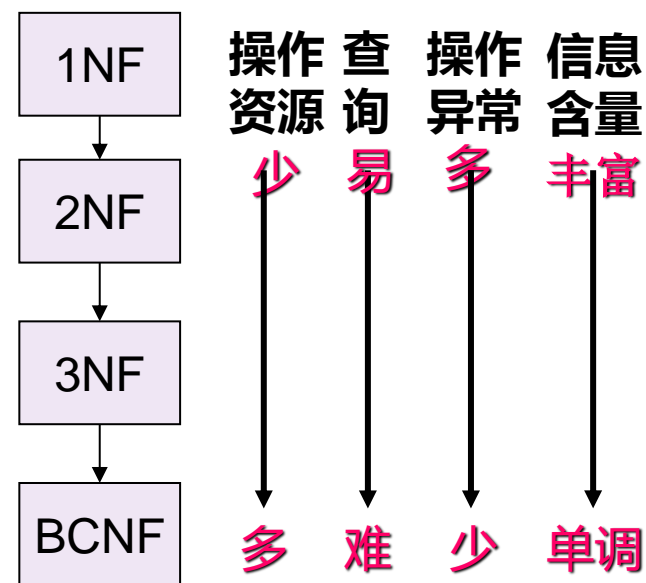 1NF
2NF
3NF
BCNF
操作 查 操作 信息
资源 询 异常 含量
少 易 多 丰富
多 难 少 单调